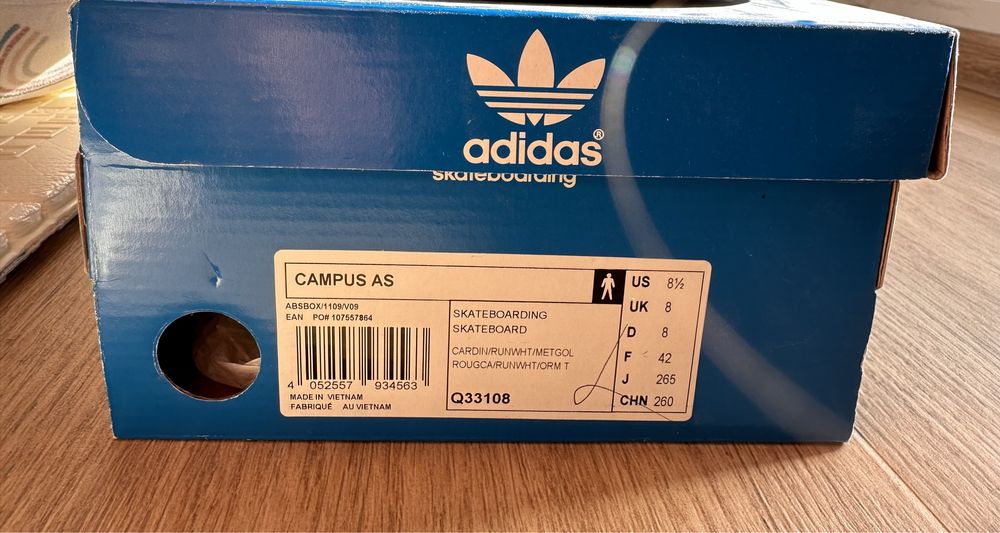 adidas®
skateboarding
CAMPUS AS
ABSBOX/1109/V09
EAN PO# 107557864
4 052557 934563
MADE IN VIETNAM
FABRIQUÉ AU VIETNAM
SKATEBOARDING
SKATEBOARD
CARDIN/RUNWHT/METGOL
ROUGCA/RUNWHT/ORM T
Q33108
US 8½
UK 8
D 8
F 42
J 265
CHN 260